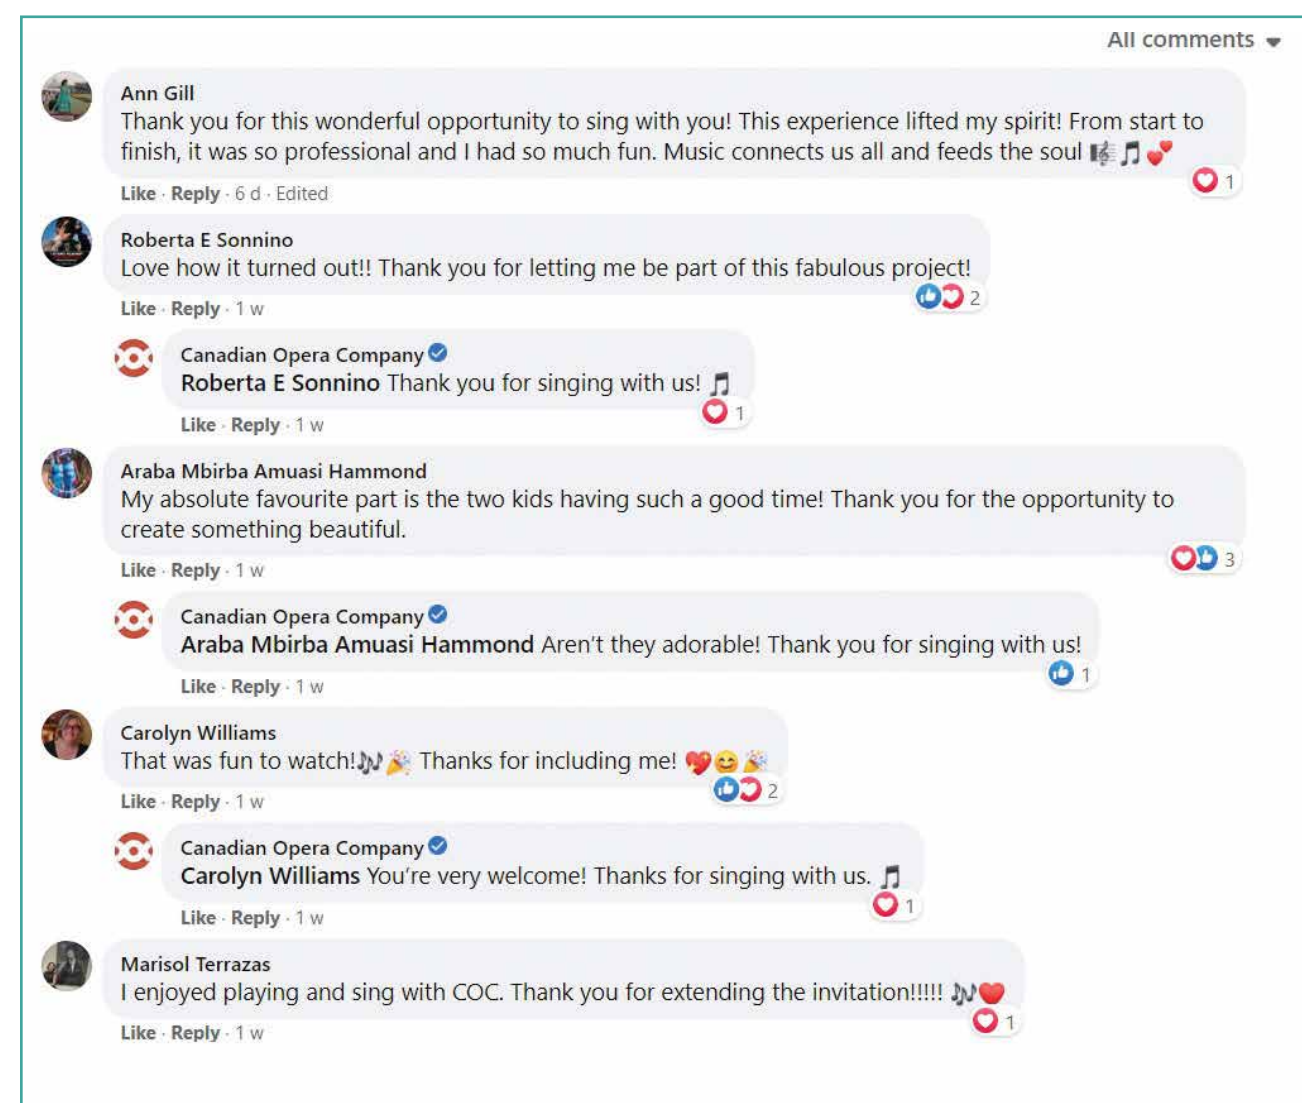 All comments
Ann Gill
Thank you for this wonderful opportunity to sing with you! This experience lifted my spirit! From start to
finish, it was so professional and I had so much fun. Music connects us all and feeds the soul 🎼🎵💕
1
Like · Reply · 6 d · Edited
Roberta E Sonnino
Love how it turned out!! Thank you for letting me be part of this fabulous project!
2
Like · Reply · 1 w
Canadian Opera Company
Roberta E Sonnino Thank you for singing with us! 🎵
1
Like · Reply · 1 w
Araba Mbirba Amuasi Hammond
My absolute favourite part is the two kids having such a good time! Thank you for the opportunity to
create something beautiful.
3
Like · Reply · 1 w
Canadian Opera Company
Araba Mbirba Amuasi Hammond Aren't they adorable! Thank you for singing with us!
1
Like · Reply · 1 w
Carolyn Williams
That was fun to watch!🎶🎉 Thanks for including me! 💖😊🎉
2
Like · Reply · 1 w
Canadian Opera Company
Carolyn Williams You're very welcome! Thanks for singing with us. 🎵
1
Like · Reply · 1 w
Marisol Terrazas
I enjoyed playing and sing with COC. Thank you for extending the invitation!!!!! 🎶❤️
1
Like · Reply · 1 w